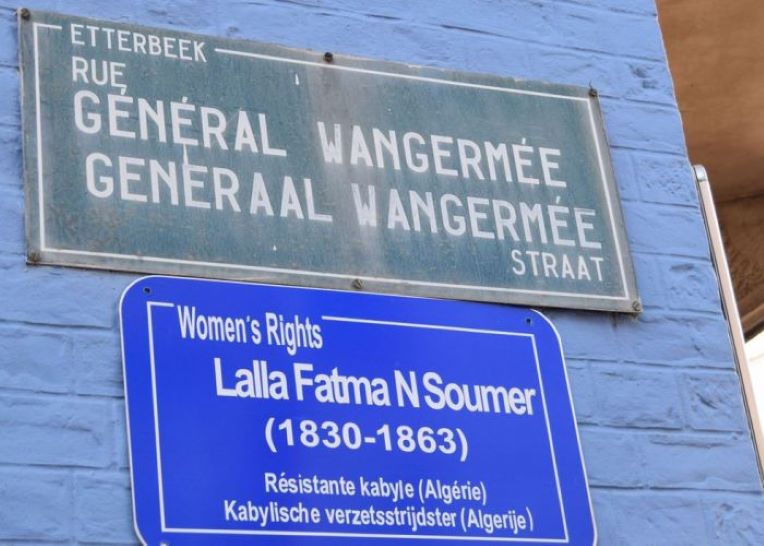 ETTERBEEK
RUE
GÉNÉRAL WANGERMÉE
GENERAAL WANGERMÉE
STRAAT
Women's Rights
Lalla Fatma N Soumer
(1830-1863)
Résistante kabyle (Algérie)
Kabylische verzetsstrijdster (Algerije)